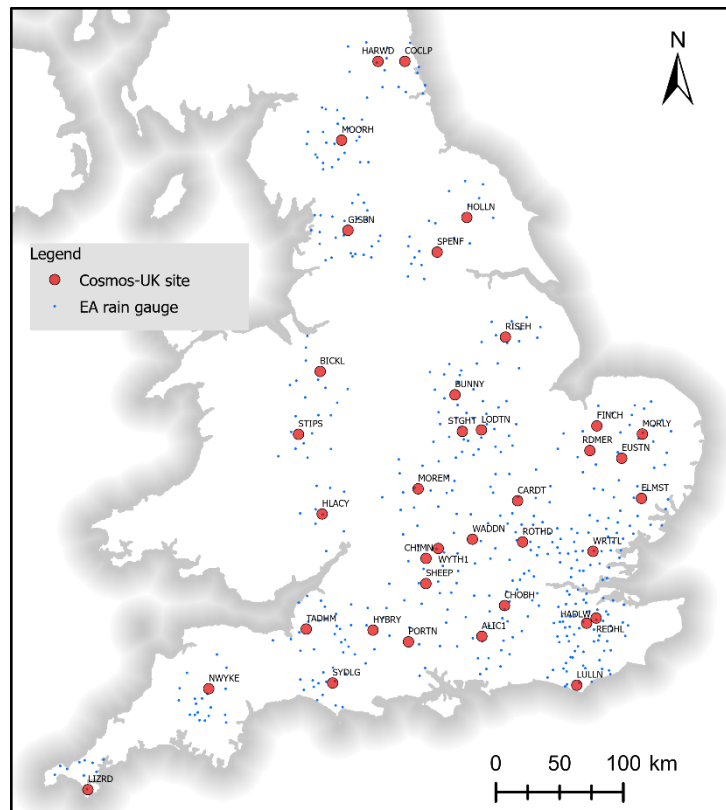 N
HARWD COCLP
MOORH
HOLLN
GISBN
SPENF
Legend
Cosmos-UK site
EA rain gauge
RISEH
BICKL
BUNNY
STIPS
STGHT LODTN
FINCH
MORLY
RDMER
EUSTN
MOREM
CARDT
ELMST
HLACY
WADDN
ROTHD
CHIMN
WYTH1
WRTTL
SHEEP
CHOBH
HADLW
REDHL
TADHM
HYBRY
PORTN
ALIC1
NWYKE
SYDLG
LULLN
LIZRD
0 50 100 km